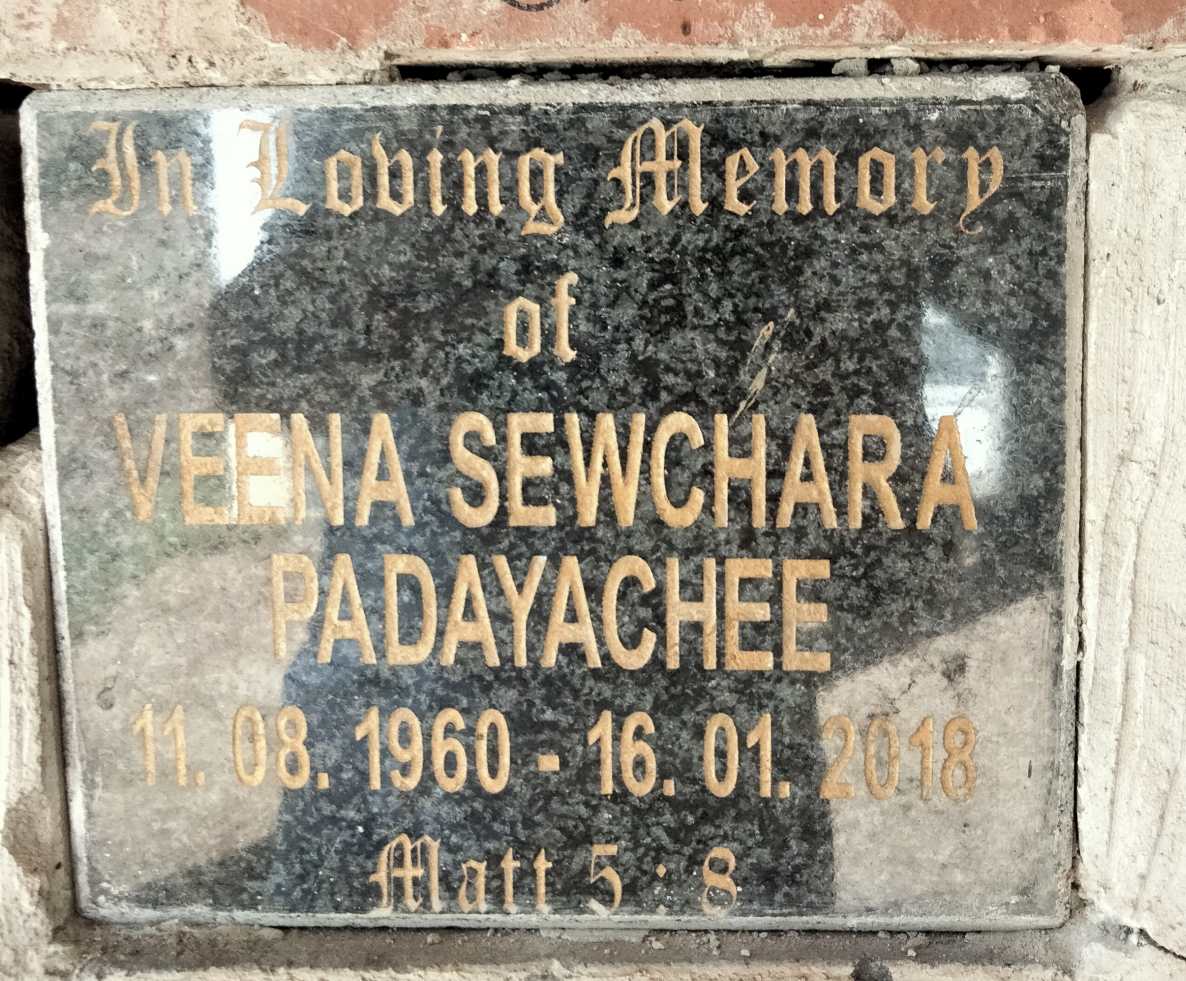 In Loving Memory
of
VEENA SEWCHARA
PADAYACHEE
11. 08. 1960 - 16. 01. 2018
Matt 5 : 8